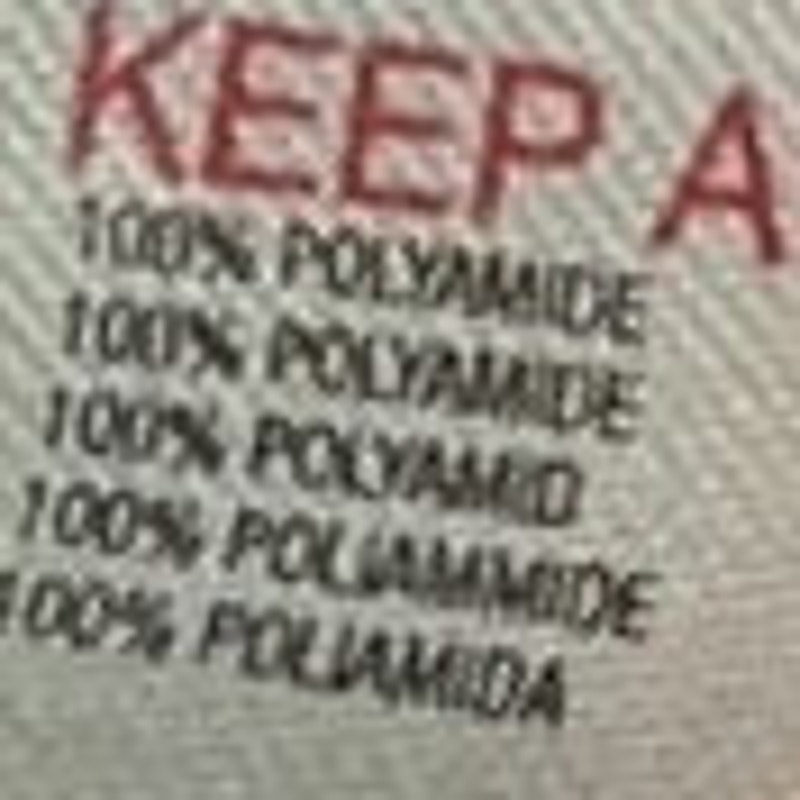 KEEP A
100% POLYAMIDE
100% POLYAMIDE
100% POLYAMID
100% POLIAMMIDE
100% POLIAMIDA